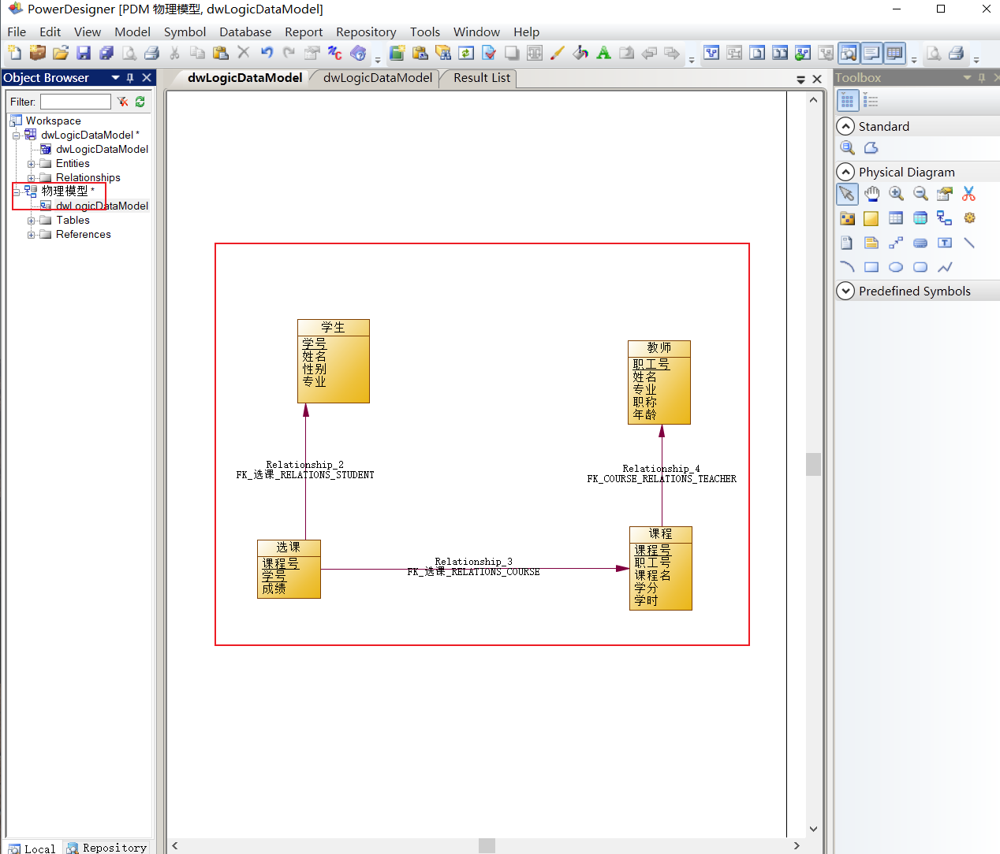 PowerDesigner [PDM 物理模型, dwLogicDataModel]
File Edit View Model Symbol Database Report Repository Tools Window Help
Object Browser
dwLogicDataModel dwLogicDataModel Result List
Toolbox
Filter:
Workspace
dwLogicDataModel *
dwLogicDataModel
Entities
Relationships
物理模型 *
dwLogicDataModel
Tables
References
Standard
Physical Diagram
Predefined Symbols
学生
学号
姓名
性别
专业
教师
职工号
姓名
专业
职称
年龄
Relationship_2
FK_选课_RELATIONS_STUDENT
Relationship_4
FK_COURSE_RELATIONS_TEACHER
选课
课程号
学号
成绩
Relationship_3
FK_选课_RELATIONS_COURSE
课程
课程号
职工号
课程名
学分
学时
Local Repository